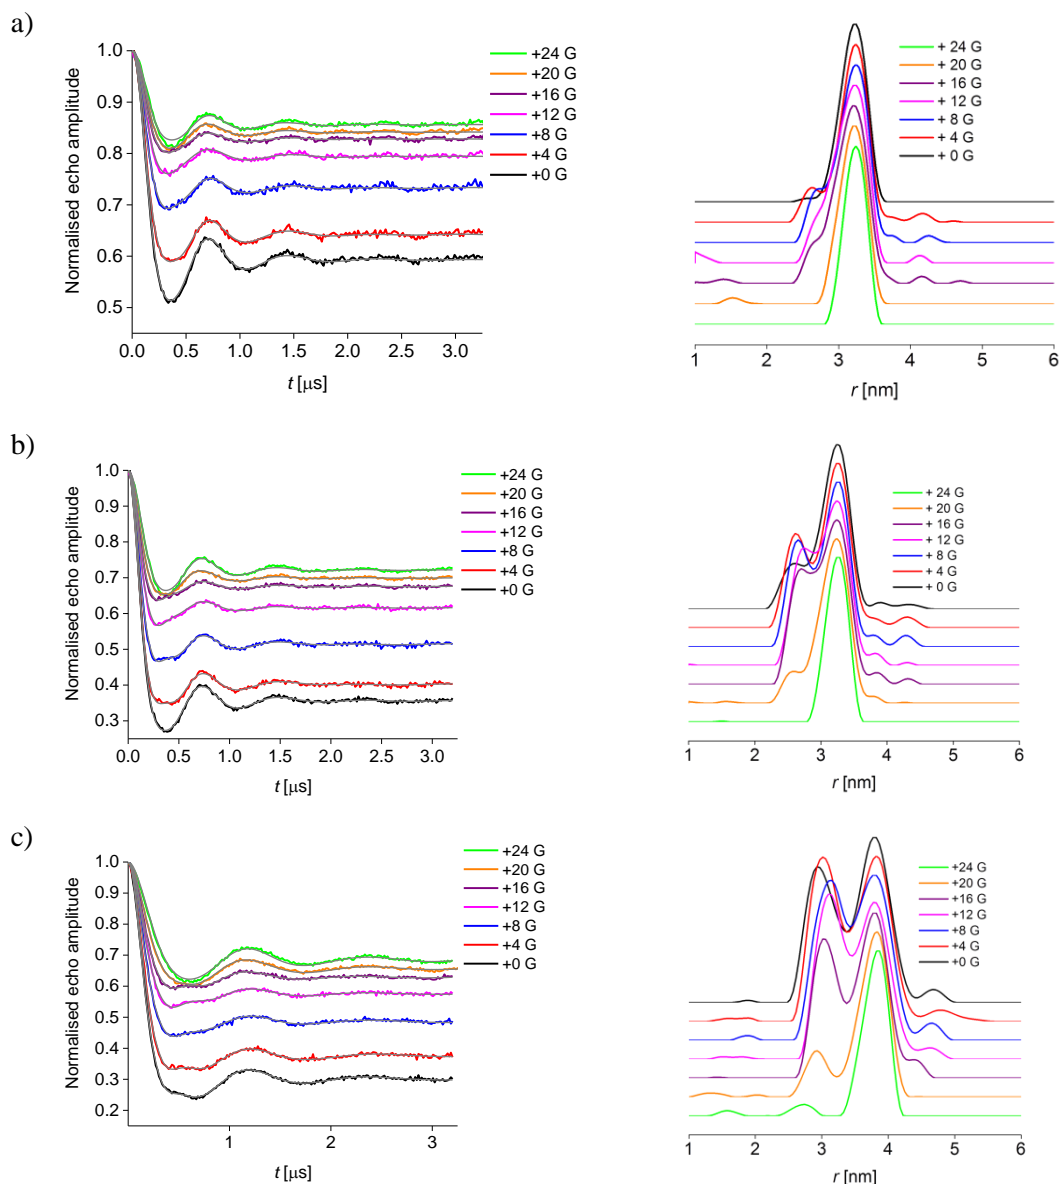 a)
Normalised echo amplitude
1.0
0.9
0.8
0.7
0.6
0.5
0.0 0.5 1.0 1.5 2.0 2.5 3.0
t [μs]
+24 G
+20 G
+16 G
+12 G
+8 G
+4 G
+0 G
+ 24 G
+ 20 G
+ 16 G
+ 12 G
+ 8 G
+ 4 G
+ 0 G
1 2 3 4 5 6
r [nm]
b)
Normalised echo amplitude
1.0
0.9
0.8
0.7
0.6
0.5
0.4
0.3
0.0 0.5 1.0 1.5 2.0 2.5 3.0
t [μs]
+24 G
+20 G
+16 G
+12 G
+8 G
+4 G
+0 G
+ 24 G
+ 20 G
+ 16 G
+ 12 G
+ 8 G
+ 4 G
+ 0 G
1 2 3 4 5 6
r [nm]
c)
Normalised echo amplitude
1.0
0.9
0.8
0.7
0.6
0.5
0.4
0.3
0.2
1 2 3
t [μs]
+24 G
+20 G
+16 G
+12 G
+8 G
+4 G
+0 G
+24 G
+20 G
+16 G
+12 G
+8 G
+4 G
+0 G
1 2 3 4 5 6
r [nm]